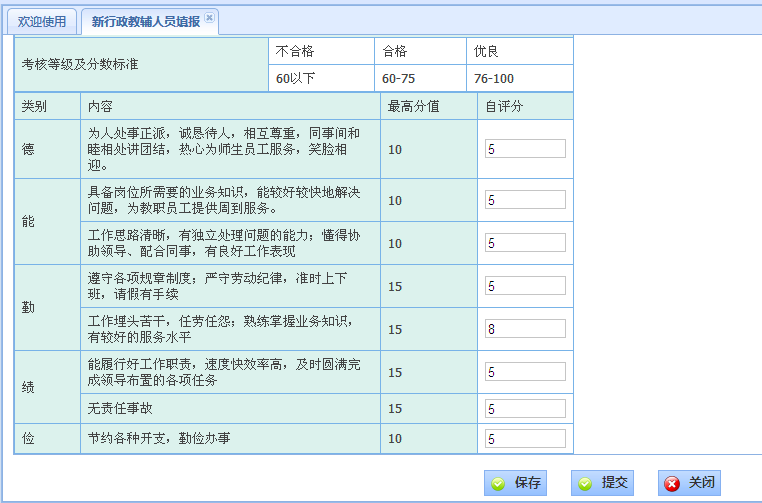 欢迎使用 新行政教辅人员填报
考核等级及分数标准 不合格 合格 优良
60以下 60-75 76-100
类别 内容 最高分值 自评分
德 为人处事正派，诚恳待人，相互尊重，同事间和
睦相处讲团结，热心为师生员工服务，笑脸相
迎。 10 5
能 具备岗位所需要的业务知识，能较好较快地解决
问题，为教职员工提供周到服务。 10 5
工作思路清晰，有独立处理问题的能力；懂得协
助领导、配合同事，有良好工作表现 10 5
勤 遵守各项规章制度；严守劳动纪律，准时上下
班，请假有手续 15 5
工作埋头苦干，任劳任怨；熟练掌握业务知识，
有较好的服务水平 15 8
绩 能履行好工作职责，速度快效率高，及时圆满完
成领导布置的各项任务 15 5
无责任事故 15 5
俭 节约各种开支，勤俭办事 10 5
保存 提交 关闭